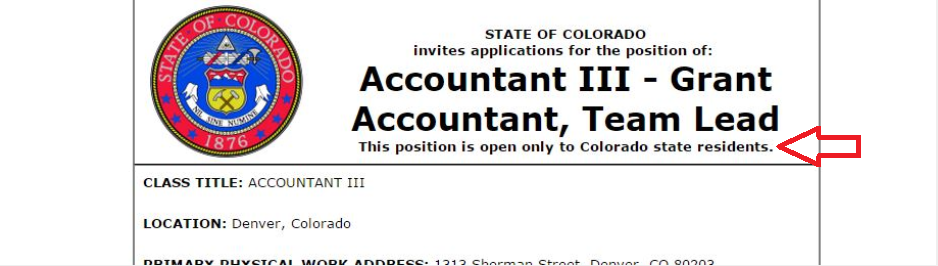 STATE OF COLORADO
invites applications for the position of:
Accountant III - Grant
Accountant, Team Lead
This position is open only to Colorado state residents.
STATE OF COLORADO
NIL SINE NUMINE
1876
CLASS TITLE: ACCOUNTANT III
LOCATION: Denver, Colorado
PRIMARY PHYSICAL WORK ADDRESS: 1313 Sherman Street, Denver, CO 80203